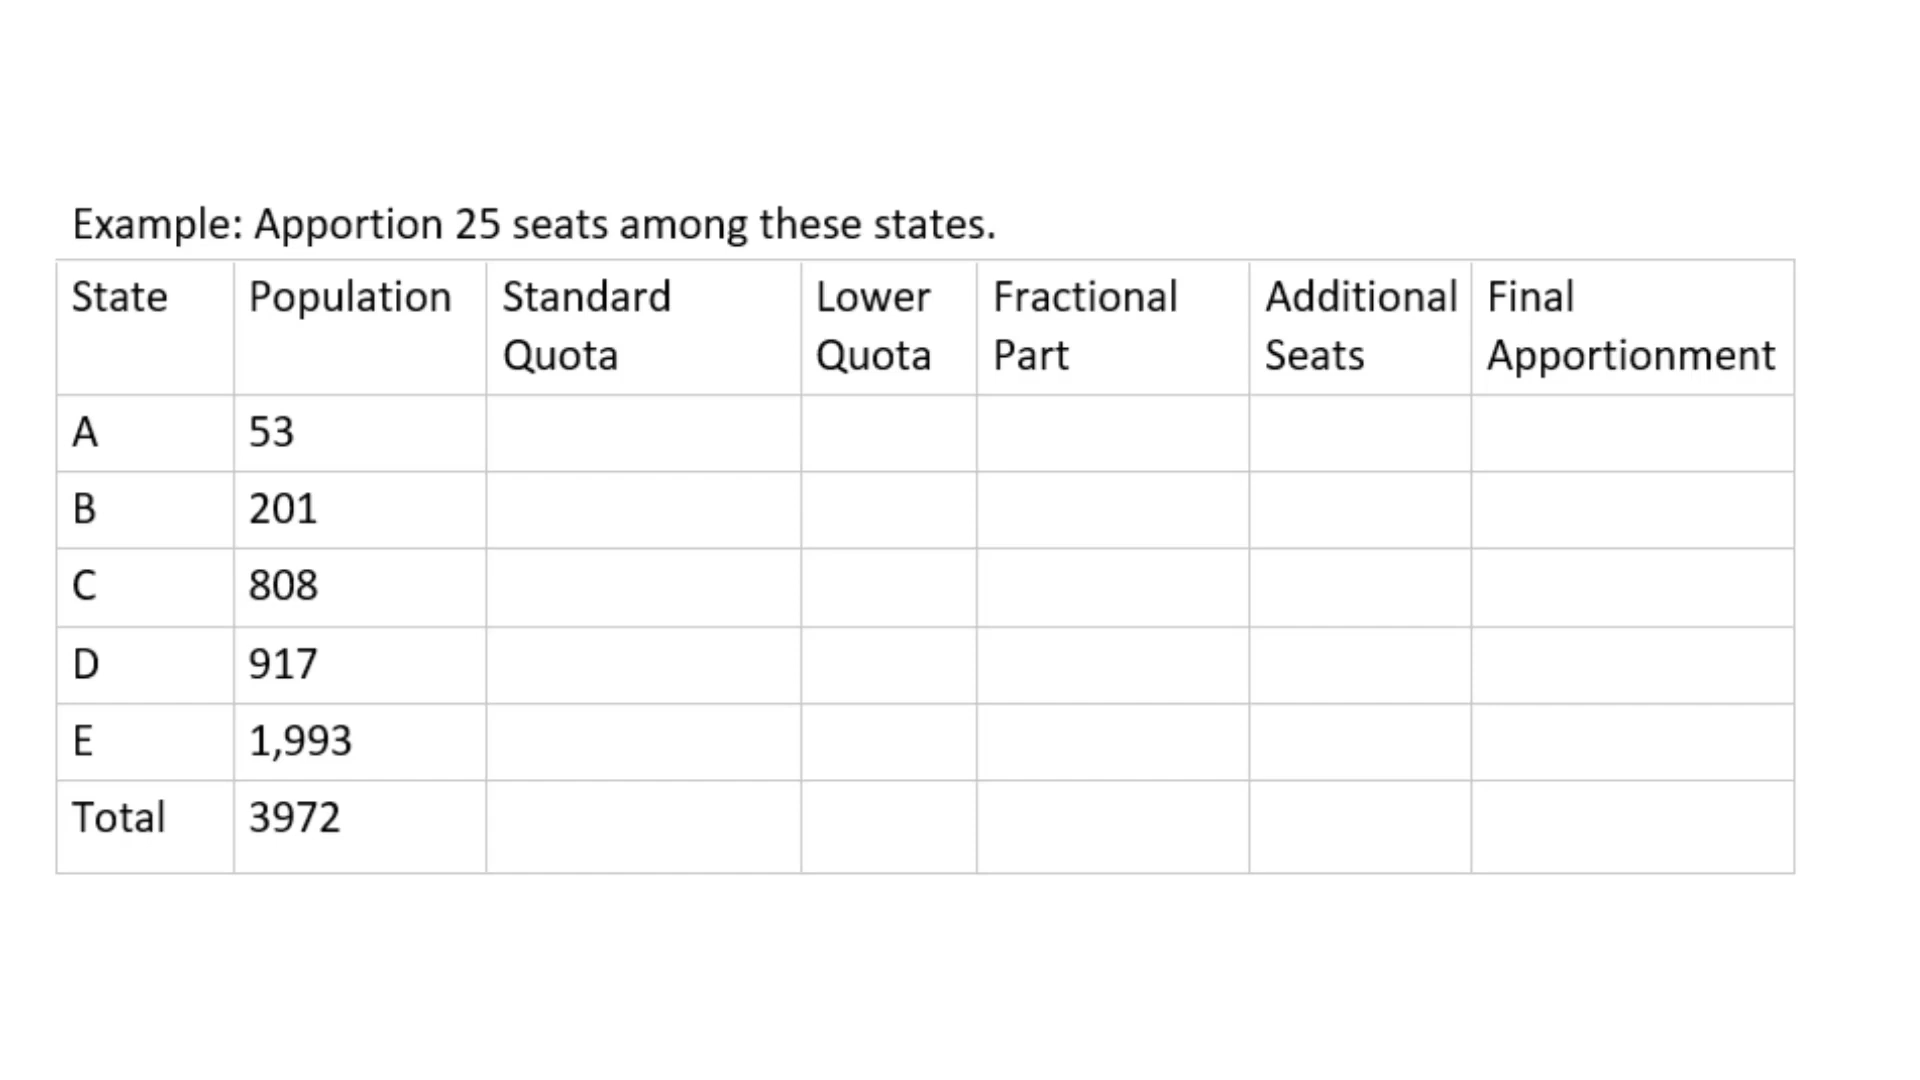 Example: Apportion 25 seats among these states.
State Population Standard Quota Lower Quota Fractional Part Additional Seats Final Apportionment
A 53
B 201
C 808
D 917
E 1,993
Total 3972